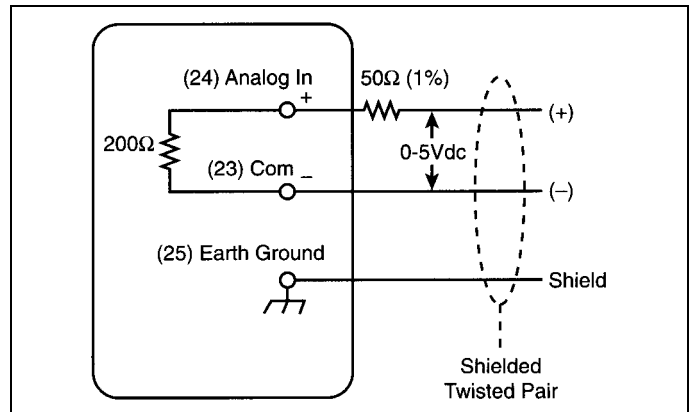 (24) Analog In
50Ω (1%)
+
(+)
200Ω
0-5Vdc
(23) Com
–
(–)
(25) Earth Ground
Shield
Shielded
Twisted Pair